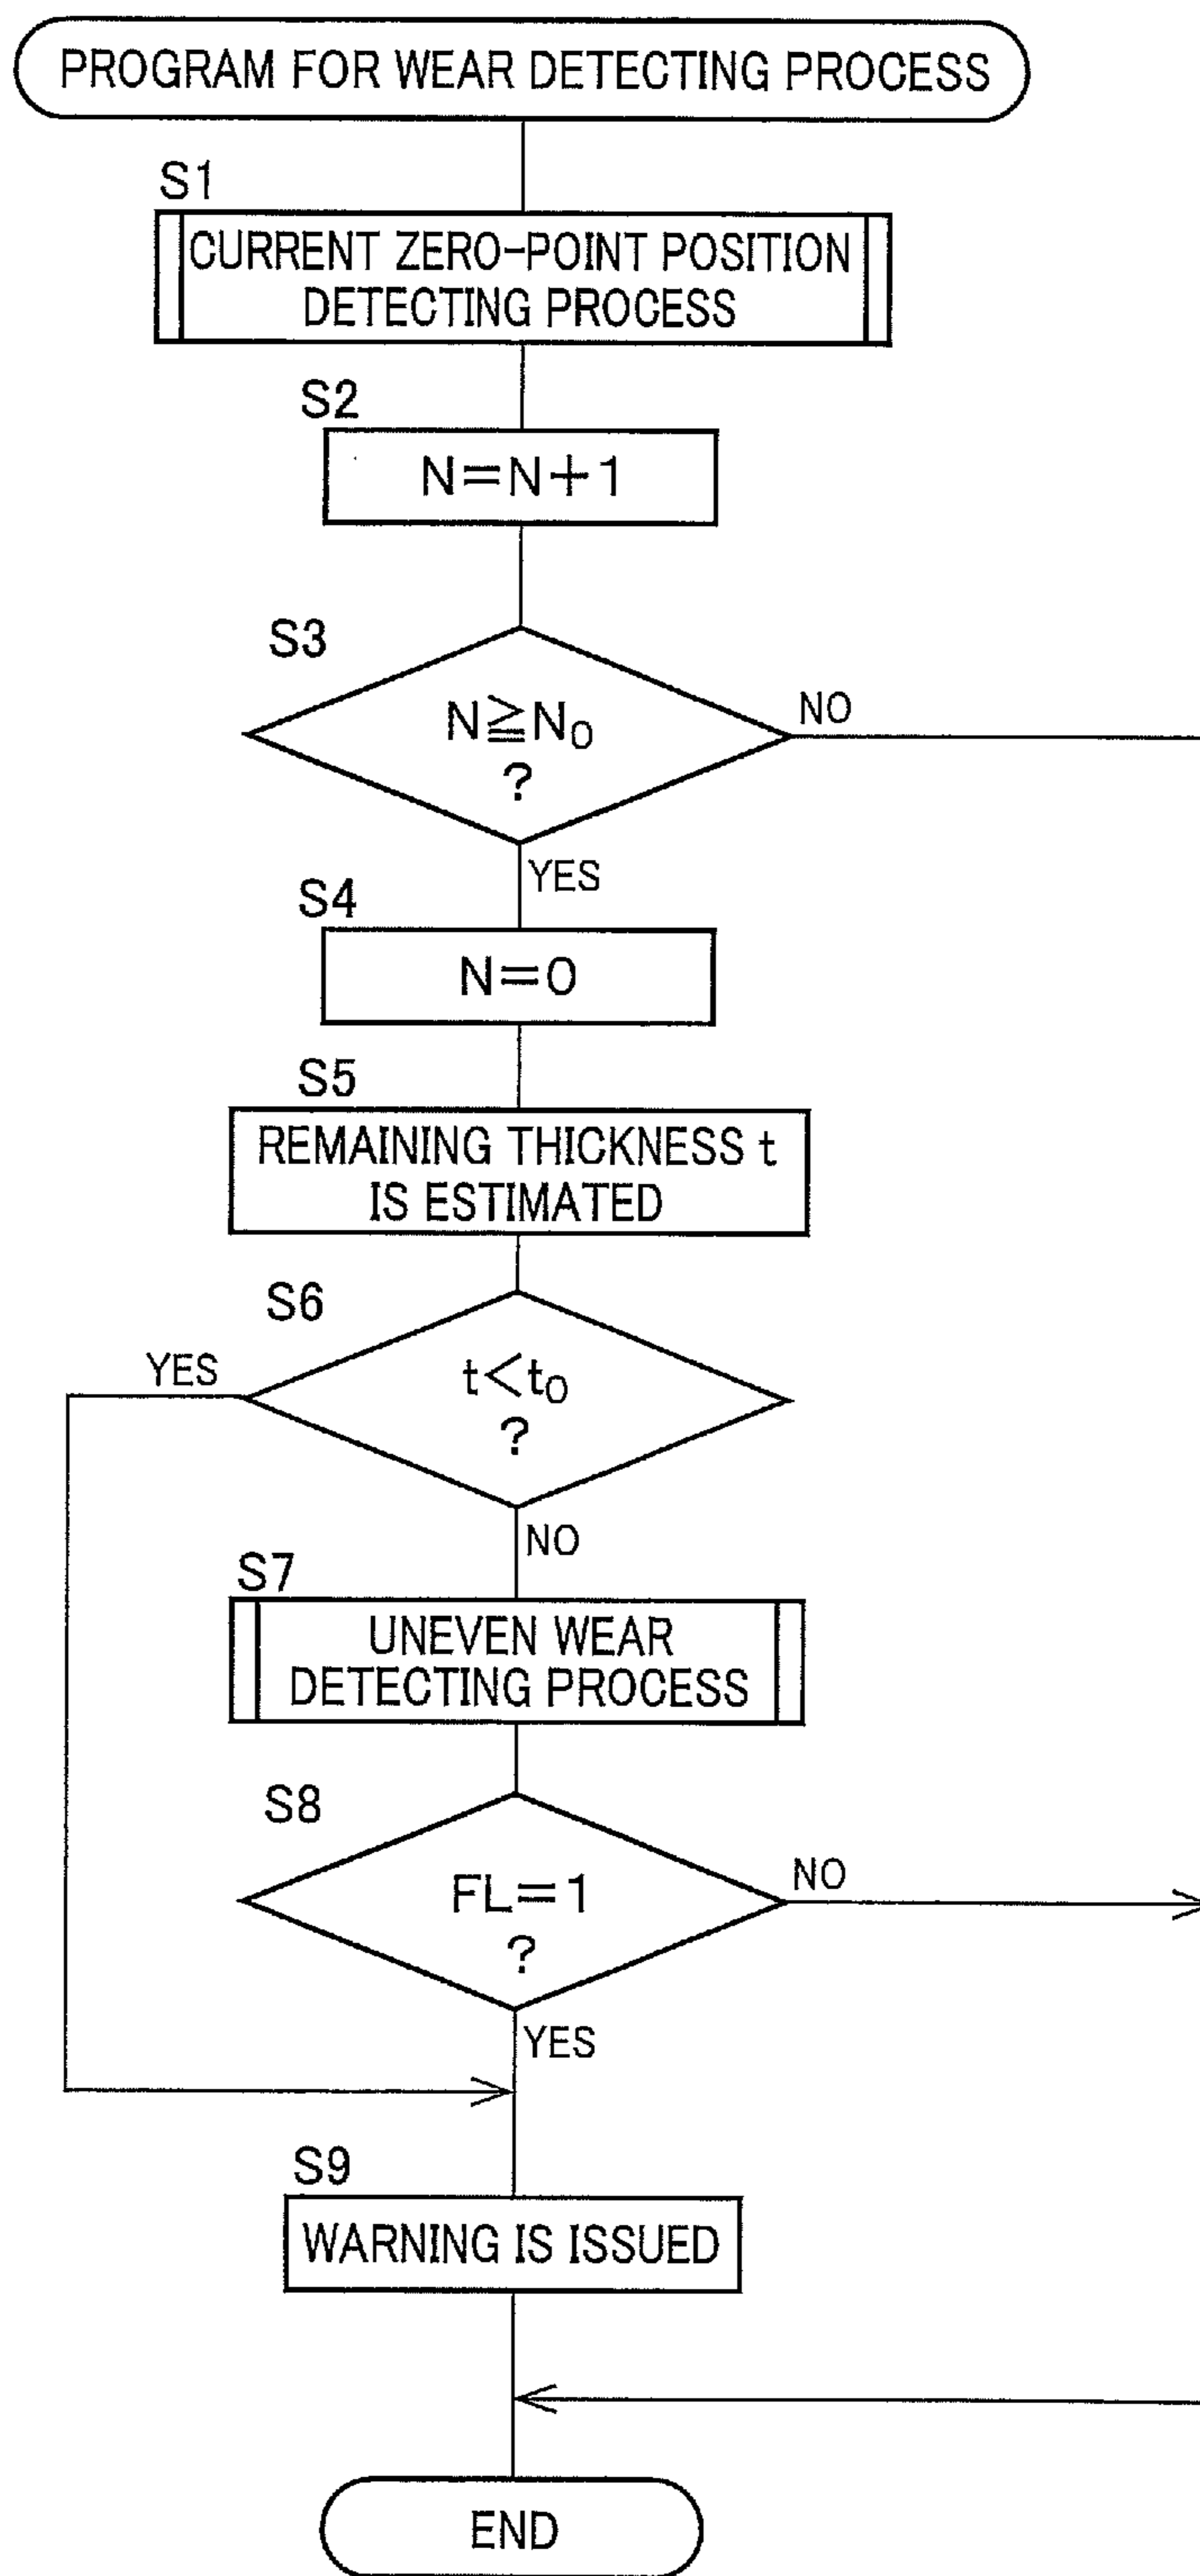 PROGRAM FOR WEAR DETECTING PROCESS
S1
CURRENT ZERO-POINT POSITION
DETECTING PROCESS
S2
N=N+1
S3
N≧N₀
?
NO
YES
S4
N=0
S5
REMAINING THICKNESS t
IS ESTIMATED
S6
YES
t<t₀
?
NO
S7
UNEVEN WEAR
DETECTING PROCESS
S8
FL=1
?
NO
YES
S9
WARNING IS ISSUED
END